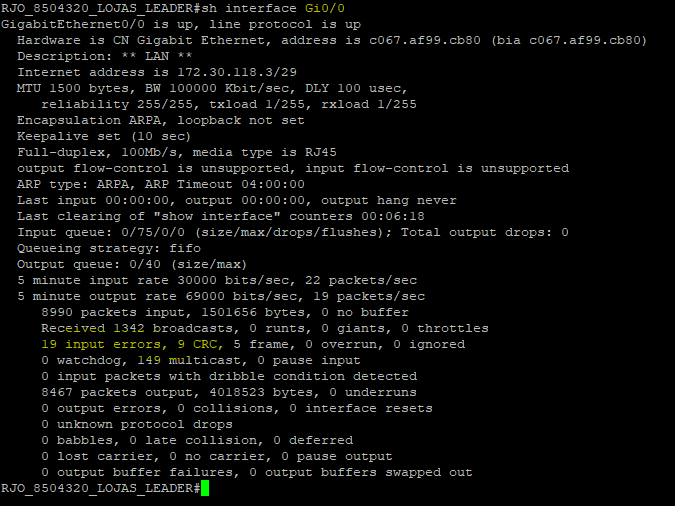 RJO_8504320_LOJAS_LEADER#sh interface Gi0/0
GigabitEthernet0/0 is up, line protocol is up
  Hardware is CN Gigabit Ethernet, address is c067.af99.cb80 (bia c067.af99.cb80)
  Description: ** LAN **
  Internet address is 172.30.118.3/29
  MTU 1500 bytes, BW 100000 Kbit/sec, DLY 100 usec,
     reliability 255/255, txload 1/255, rxload 1/255
  Encapsulation ARPA, loopback not set
  Keepalive set (10 sec)
  Full-duplex, 100Mb/s, media type is RJ45
  output flow-control is unsupported, input flow-control is unsupported
  ARP type: ARPA, ARP Timeout 04:00:00
  Last input 00:00:00, output 00:00:00, output hang never
  Last clearing of "show interface" counters 00:06:18
  Input queue: 0/75/0/0 (size/max/drops/flushes); Total output drops: 0
  Queueing strategy: fifo
  Output queue: 0/40 (size/max)
  5 minute input rate 30000 bits/sec, 22 packets/sec
  5 minute output rate 69000 bits/sec, 19 packets/sec
     8990 packets input, 1501656 bytes, 0 no buffer
     Received 1342 broadcasts, 0 runts, 0 giants, 0 throttles
     19 input errors, 9 CRC, 5 frame, 0 overrun, 0 ignored
     0 watchdog, 149 multicast, 0 pause input
     0 input packets with dribble condition detected
     8467 packets output, 4018523 bytes, 0 underruns
     0 output errors, 0 collisions, 0 interface resets
     0 unknown protocol drops
     0 babbles, 0 late collision, 0 deferred
     0 lost carrier, 0 no carrier, 0 pause output
     0 output buffer failures, 0 output buffers swapped out
RJO_8504320_LOJAS_LEADER#